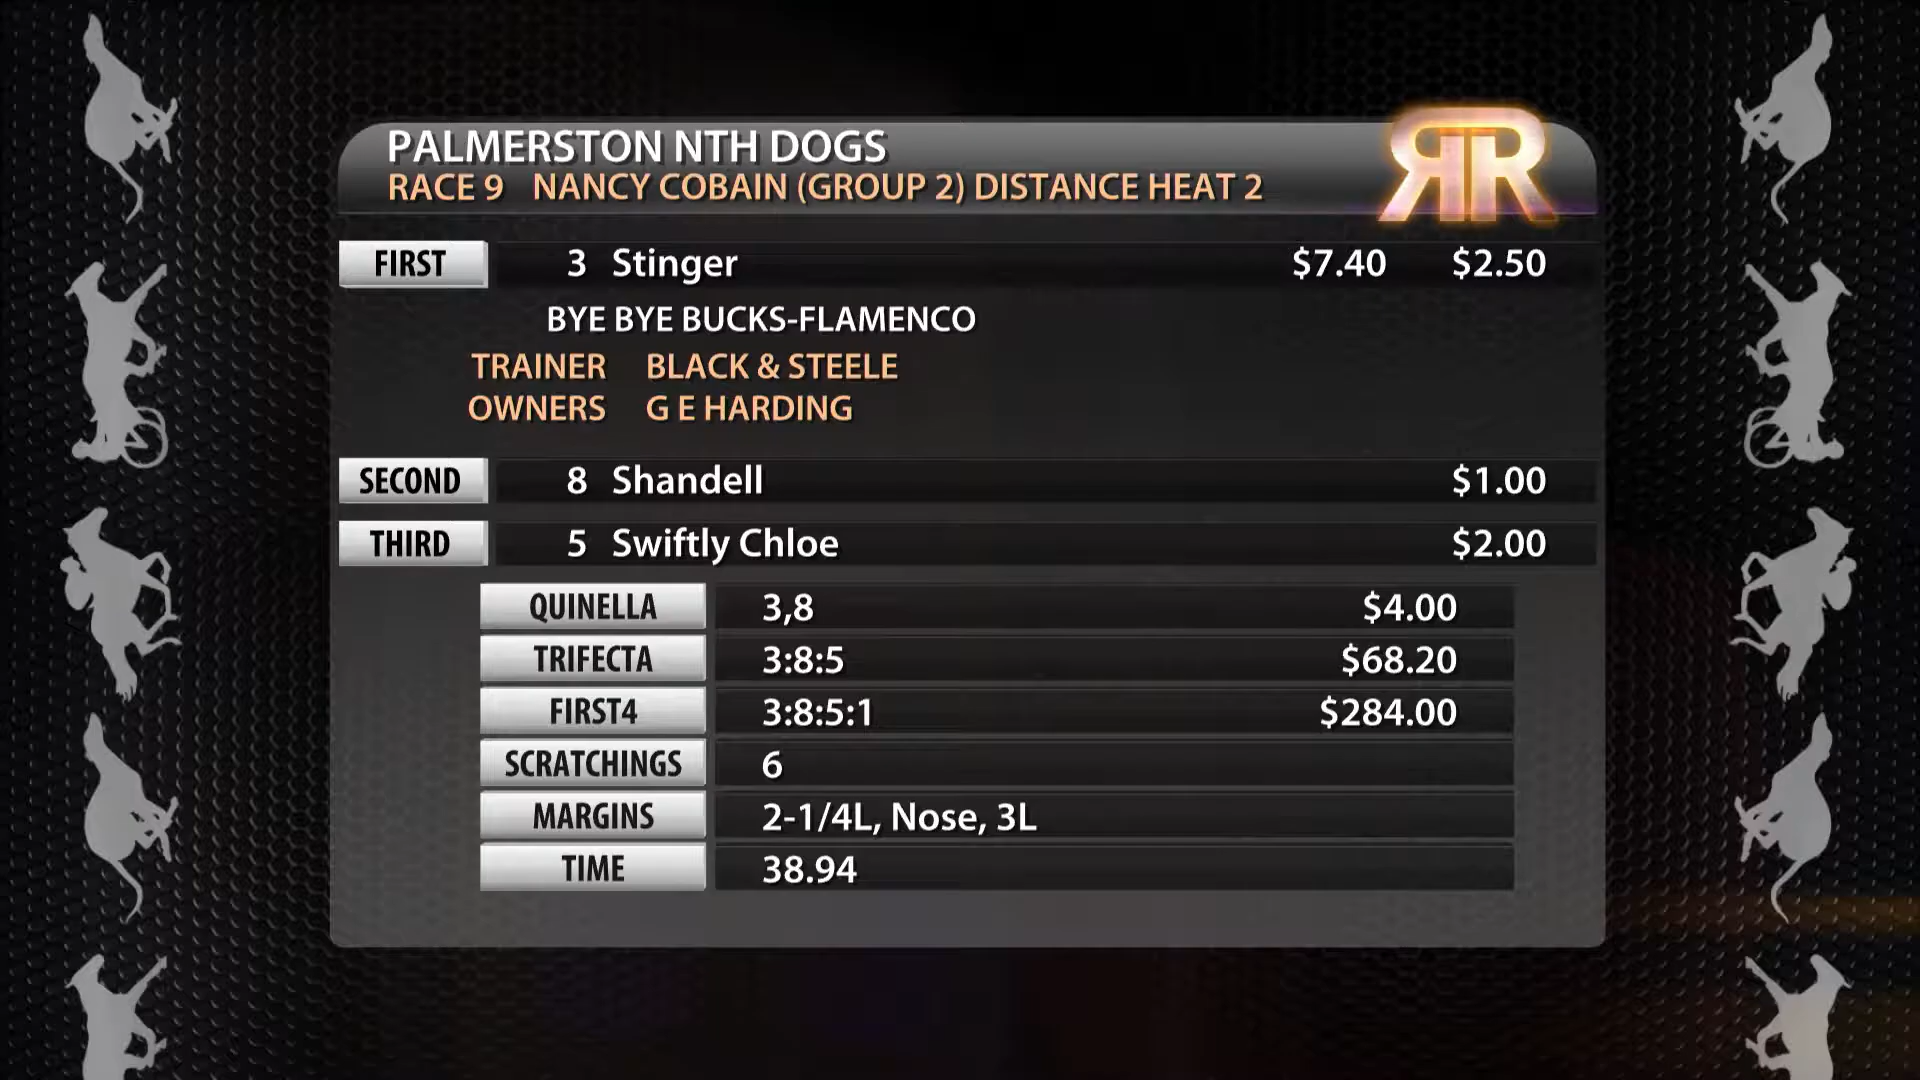 PALMERSTON NTH DOGS
RACE 9 NANCY COBAIN (GROUP 2) DISTANCE HEAT 2
RR
FIRST 3 Stinger $7.40 $2.50
BYE BYE BUCKS-FLAMENCO
TRAINER BLACK & STEELE
OWNERS G E HARDING
SECOND 8 Shandell $1.00
THIRD 5 Swiftly Chloe $2.00
QUINELLA 3,8 $4.00
TRIFECTA 3:8:5 $68.20
FIRST4 3:8:5:1 $284.00
SCRATCHINGS 6
MARGINS 2-1/4L, Nose, 3L
TIME 38.94